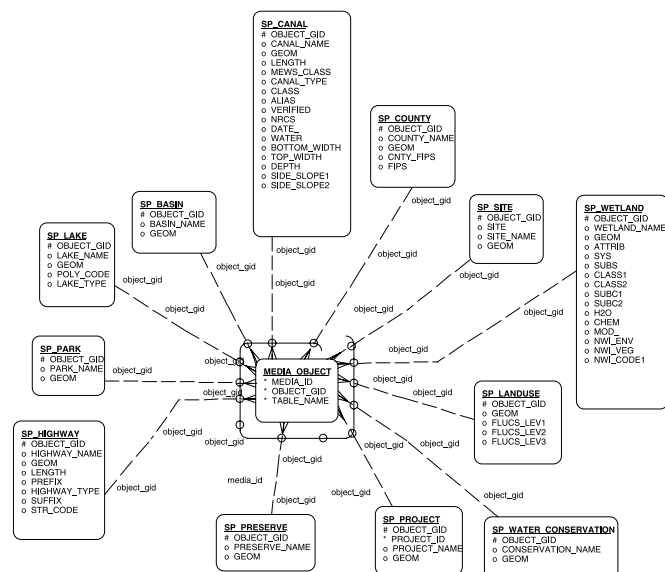 SP_CANAL
# OBJECT_GID
o CANAL_NAME
o GEOM
o LENGTH
o MEWS_CLASS
o CANAL_TYPE
o CLASS
o ALIAS
o VERIFIED
o NRCS
o DATE_
o WATER
o BOTTOM_WIDTH
o TOP_WIDTH
o DEPTH
o SIDE_SLOPE1
o SIDE_SLOPE2
SP_COUNTY
# OBJECT_GID
o COUNTY_NAME
o GEOM
o CNTY_FIPS
o FIPS
SP_BASIN
# OBJECT_GID
o BASIN_NAME
o GEOM
SP_SITE
# OBJECT_GID
o SITE
o SITE_NAME
o GEOM
SP_WETLAND
# OBJECT_GID
o WETLAND_NAME
o GEOM
o ATTRIB
o SYS
o SUBS
o CLASS1
o CLASS2
o SUBC1
o SUBC2
o H2O
o CHEM
o MOD_
o NWI_ENV
o NWI_VEG
o NWI_CODE1
SP_LAKE
# OBJECT_GID
o LAKE_NAME
o GEOM
o POLY_CODE
o LAKE_TYPE
object_gid
object_gid
object_gid
object_gid
object_gid
object_gid
object_gid
object_gid
object_gid
object_gid
object_gid
SP_PARK
# OBJECT_GID
o PARK_NAME
o GEOM
object_gid
object_gid
MEDIA_OBJECT
* MEDIA_ID
* OBJECT_GID
* TABLE_NAME
object_gid
object_gid
SP_LANDUSE
# OBJECT_GID
o GEOM
o FLUCS_LEV1
o FLUCS_LEV2
o FLUCS_LEV3
SP_HIGHWAY
# OBJECT_GID
o HIGHWAY_NAME
o GEOM
o LENGTH
o PREFIX
o HIGHWAY_TYPE
o SUFFIX
o STR_CODE
object_gid
object_gid
object_gid
object_gid
object_gid
object_gid
media_id
object_gid
object_gid
object_gid
SP_PRESERVE
# OBJECT_GID
o PRESERVE_NAME
o GEOM
SP_PROJECT
# OBJECT_GID
* PROJECT_ID
o PROJECT_NAME
o GEOM
SP_WATER_CONSERVATION
# OBJECT_GID
o CONSERVATION_NAME
o GEOM